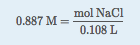 0.887 M = mol NaCl / 0.108 L